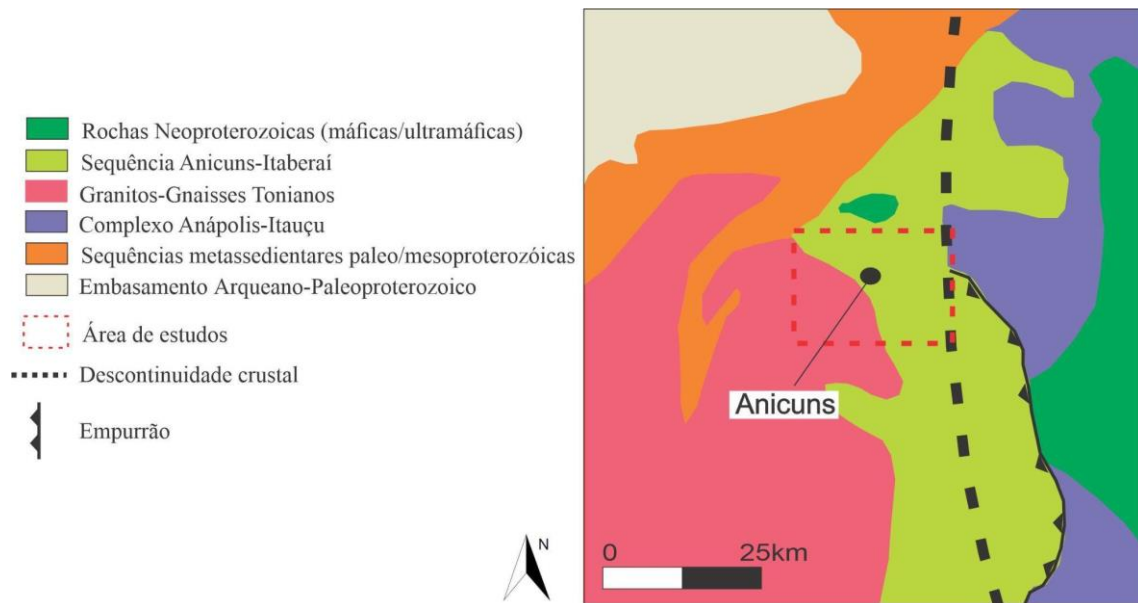 Rochas Neoproterozoicas (máficas/ultramáficas)
Sequência Anicuns-Itaberaí
Granitos-Gnaisses Tonianos
Complexo Anápolis-Itauçu
Sequências metassedientares paleo/mesoproterozóicas
Embasamento Arqueano-Paleoproterozoico
Área de estudos
Descontinuidade crustal
Empurrão
N
Anicuns
0 25km